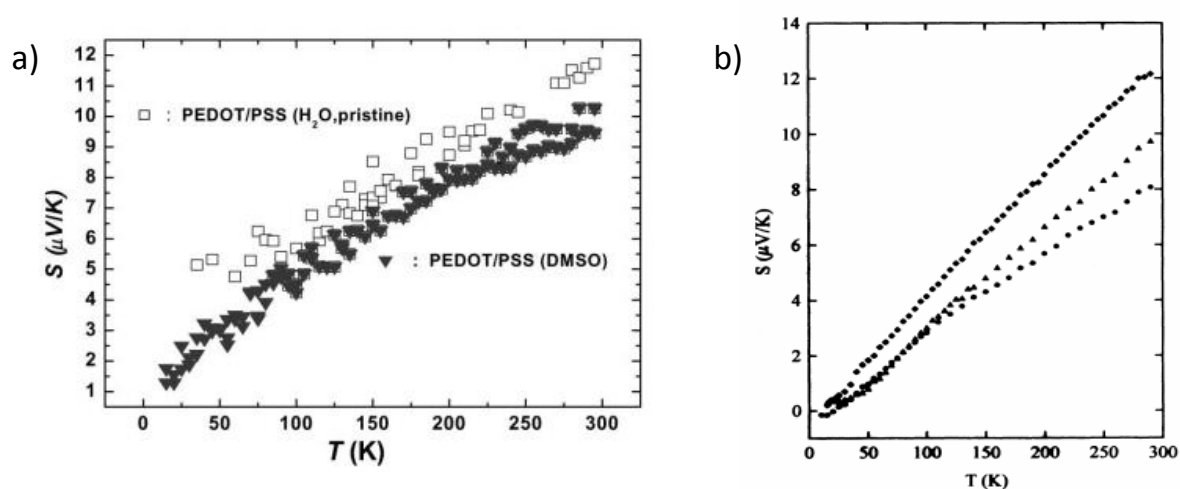 a)
S (μV/K)
12
11
10
9
8
7
6
5
4
3
2
1
□ : PEDOT/PSS (H₂O,pristine)
▼ : PEDOT/PSS (DMSO)
0 50 100 150 200 250 300
T (K)
b)
S (μV/K)
14
12
10
8
6
4
2
0
0 50 100 150 200 250 300
T (K)